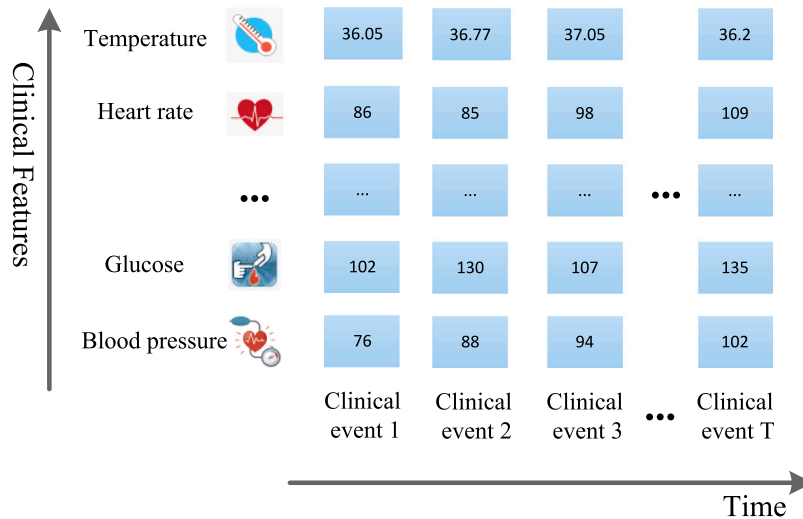 Clinical Features
Temperature 36.05 36.77 37.05 36.2
Heart rate 86 85 98 109
... ... ... ... ... ...
Glucose 102 130 107 135
Blood pressure 76 88 94 102
Clinical event 1 Clinical event 2 Clinical event 3 ... Clinical event T
Time